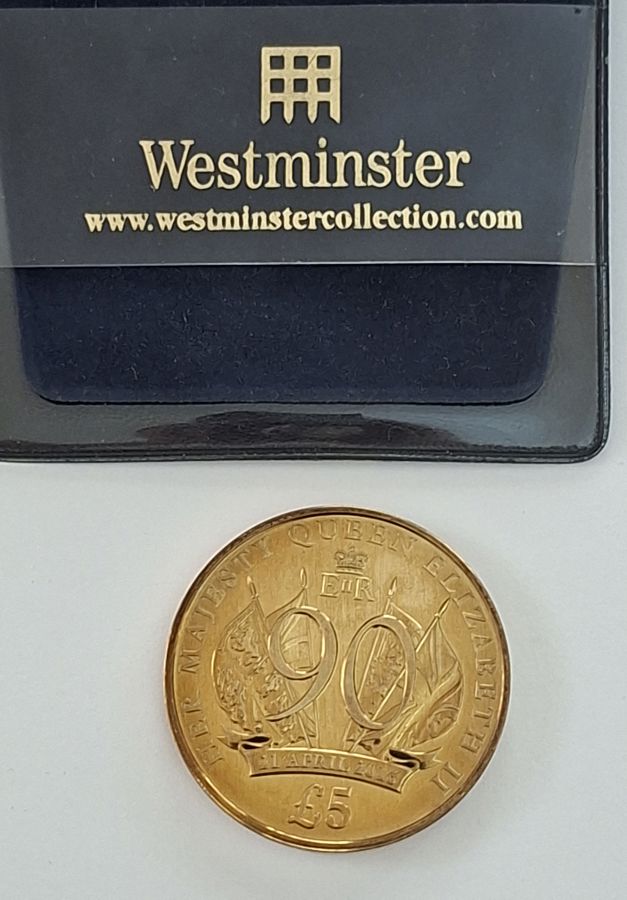 Westminster
www.westminstercollection.com
HER MAJESTY QUEEN ELIZABETH II
EIIR
90
21 APRIL 2016
£5